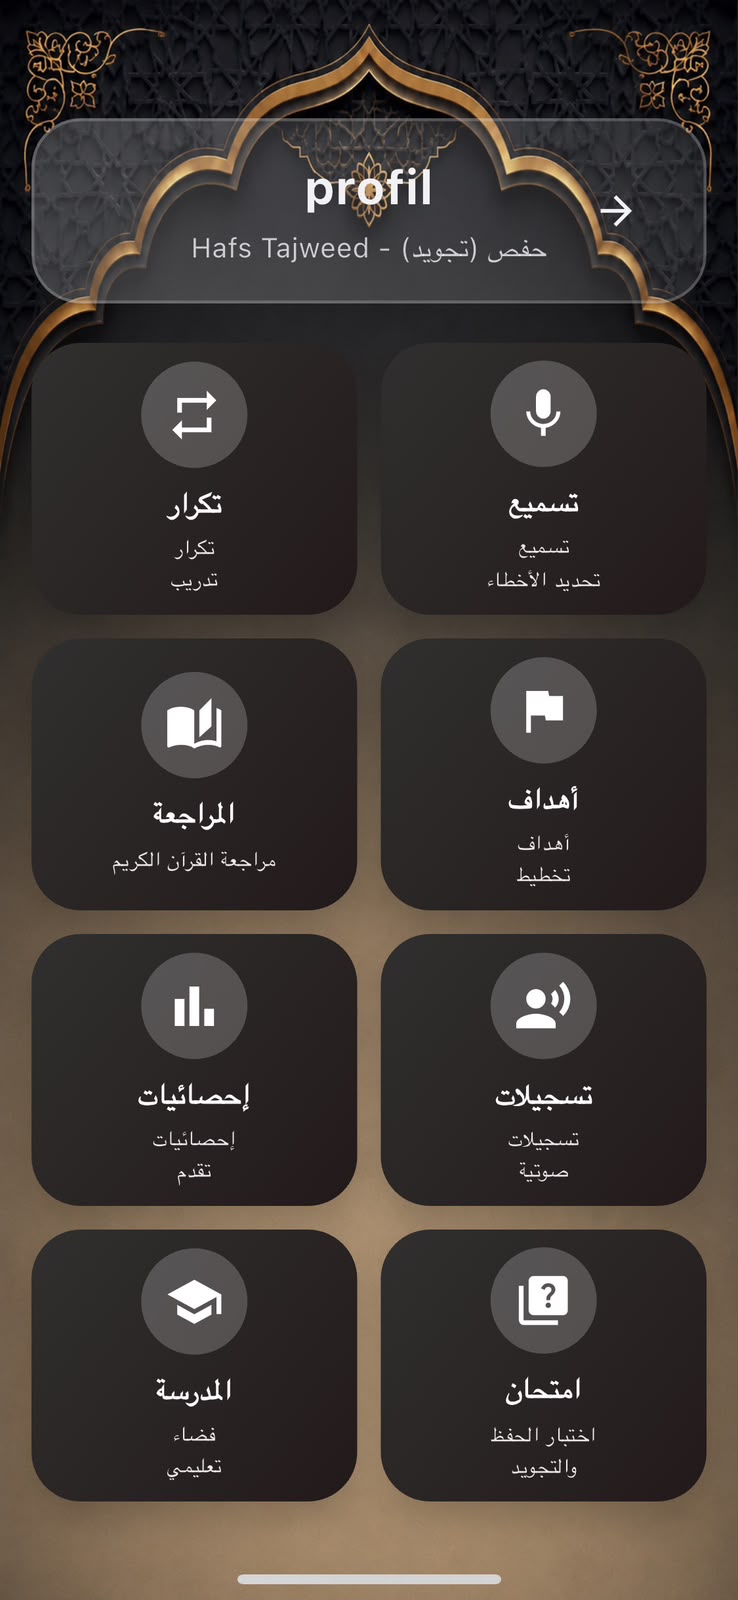 profil
Hafs Tajweed - (تجويد) حفص
تسميع
تسميع
تحديد الأخطاء
تكرار
تكرار
تدريب
أهداف
أهداف
تخطيط
المراجعة
مراجعة القرآن الكريم
تسجيلات
تسجيلات
صوتية
إحصائيات
إحصائيات
تقدم
امتحان
اختبار الحفظ
والتجويد
المدرسة
فضاء
تعليمي